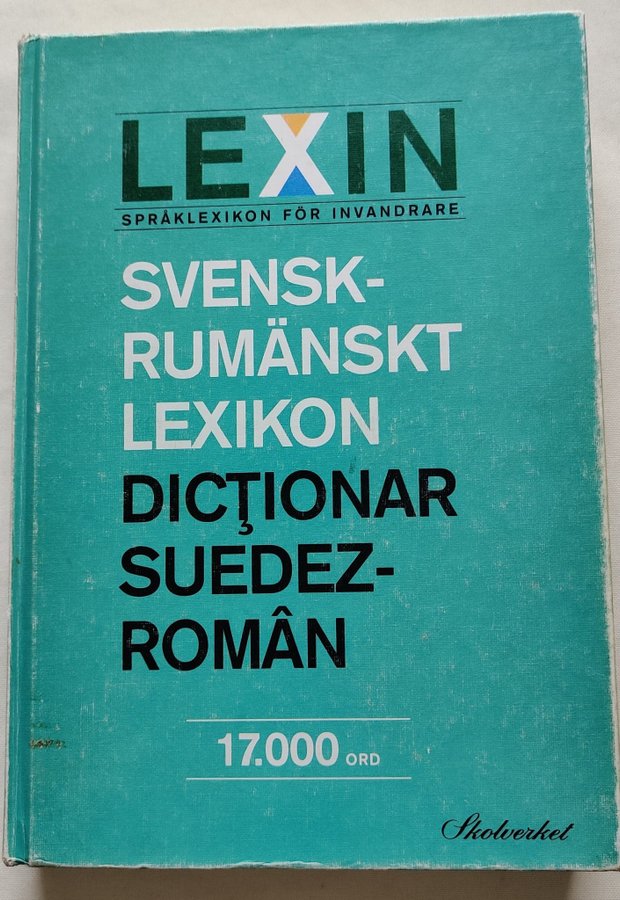 LEXIN
SPRÅKLEXIKON FÖR INVANDRARE
SVENSK-
RUMÄNSKT
LEXIKON
DICŢIONAR
SUEDEZ-
ROMÂN
17.000 ORD
Skolverket